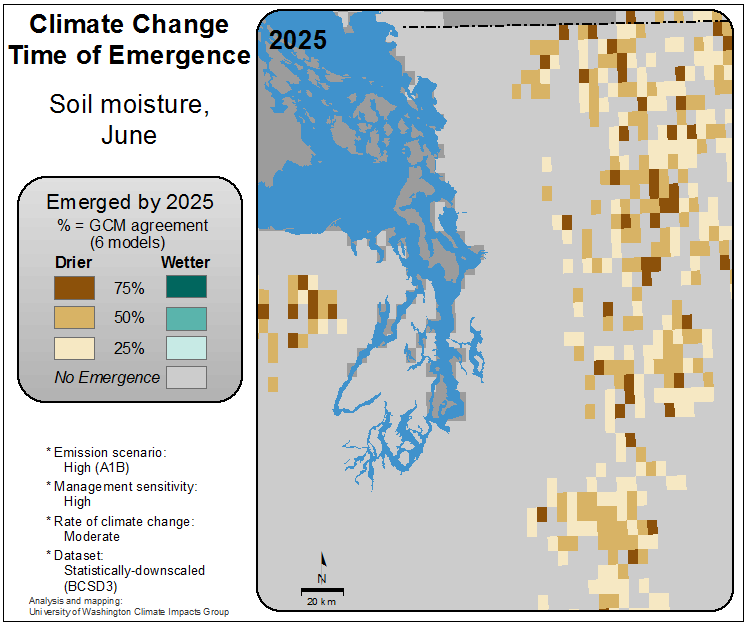 Climate Change
Time of Emergence
Soil moisture,
June
Emerged by 2025
% = GCM agreement
(6 models)
Drier Wetter
75%
50%
25%
No Emergence
* Emission scenario:
High (A1B)
* Management sensitivity:
High
* Rate of climate change:
Moderate
* Dataset:
Statistically-downscaled
(BCSD3)
Analysis and mapping:
University of Washington Climate Impacts Group
2025
N
20 km